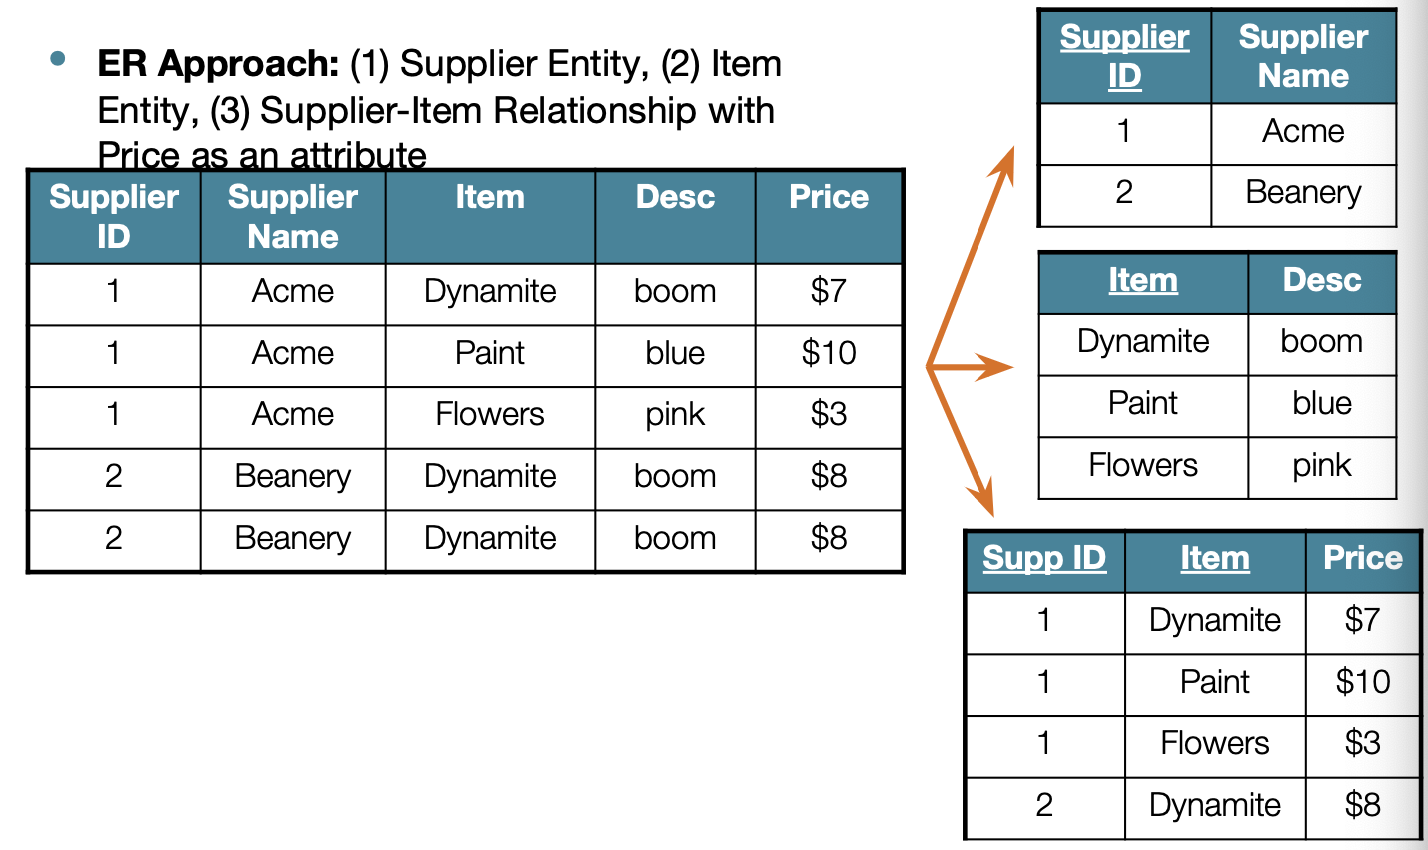 • ER Approach: (1) Supplier Entity, (2) Item
Entity, (3) Supplier-Item Relationship with
Price as an attribute
Supplier ID Supplier Name Item Desc Price
1 Acme Dynamite boom $7
1 Acme Paint blue $10
1 Acme Flowers pink $3
2 Beanery Dynamite boom $8
2 Beanery Dynamite boom $8
Supplier ID Supplier Name
1 Acme
2 Beanery
Item Desc
Dynamite boom
Paint blue
Flowers pink
Supp ID Item Price
1 Dynamite $7
1 Paint $10
1 Flowers $3
2 Dynamite $8